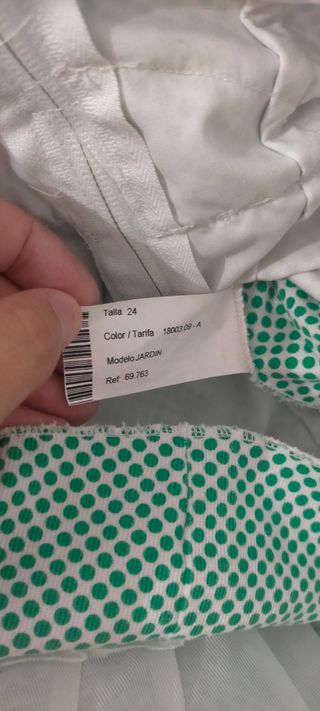 Talla 24
Color / Tarifa 18003.09 - A
Modelo JARDIN
Ref: 69.763